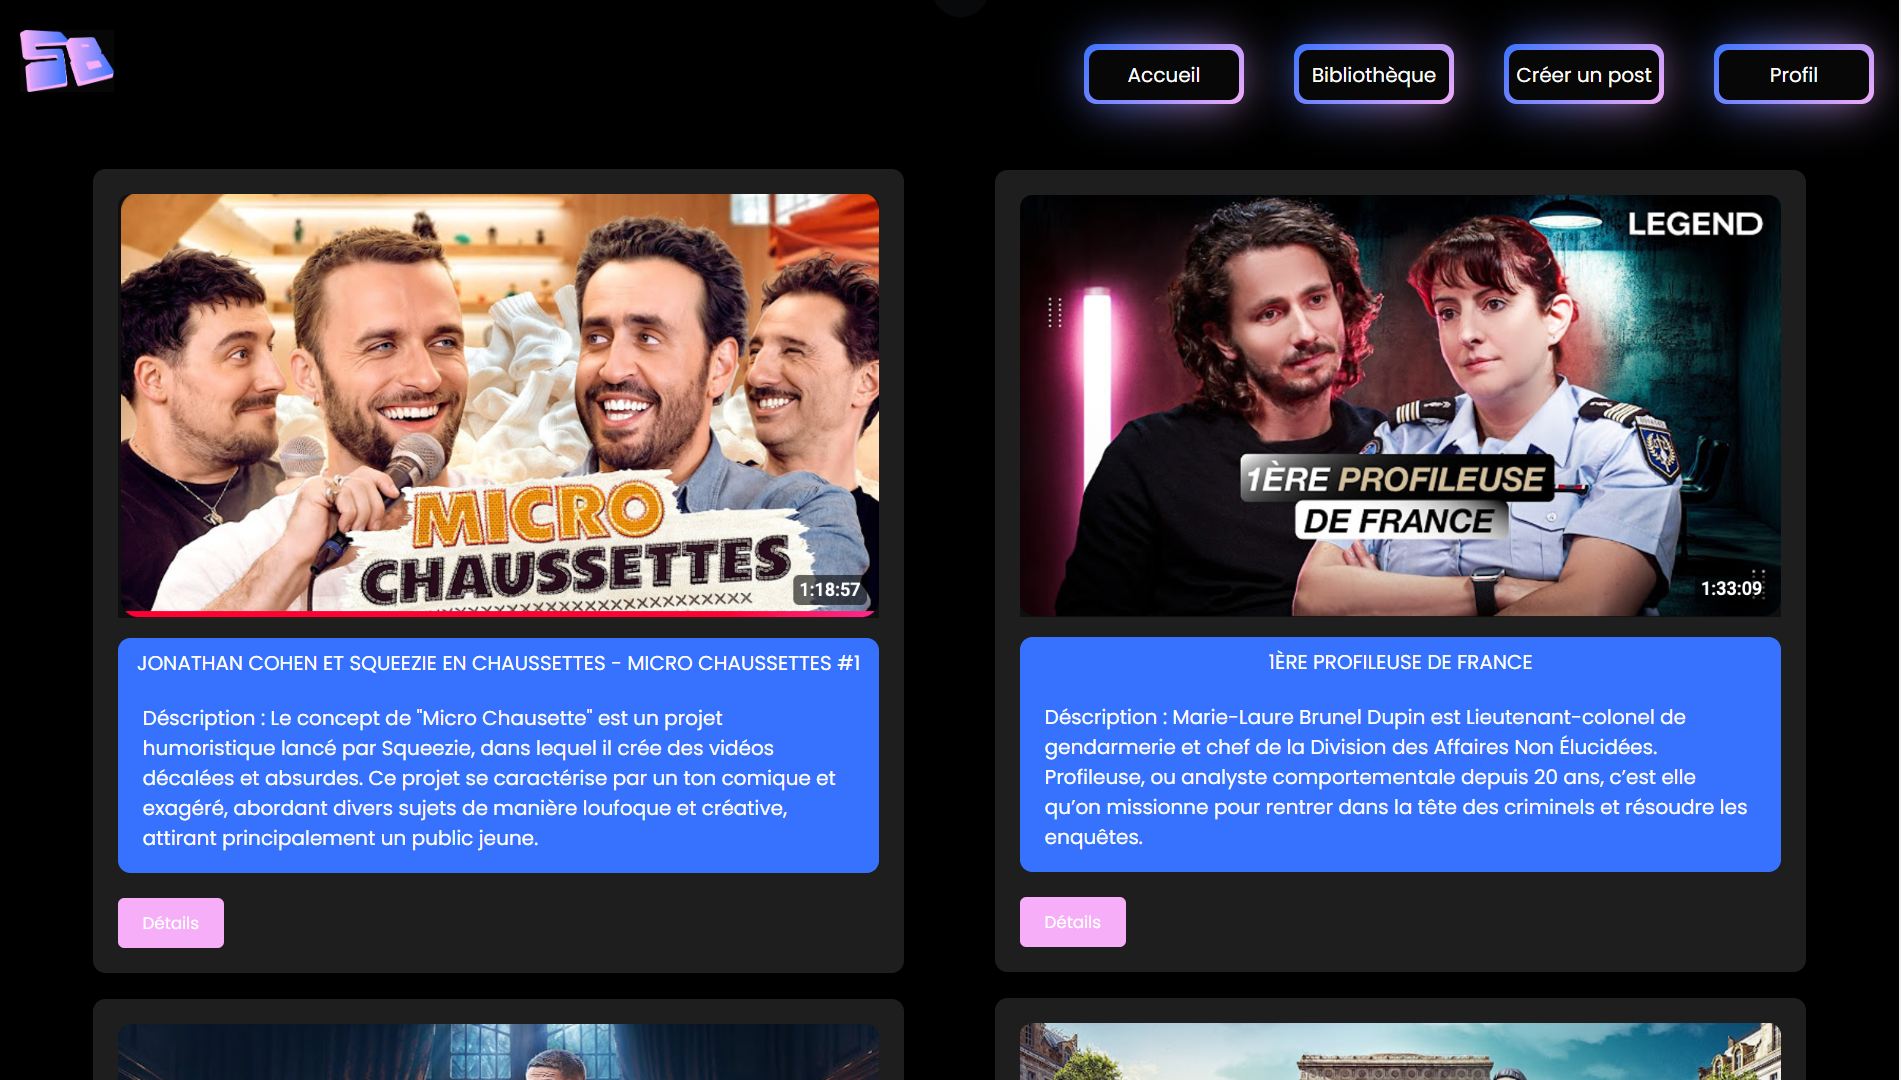 SB
Accueil
Bibliothèque
Créer un post
Profil
MICRO
CHAUSSETTES
1:18:57
JONATHAN COHEN ET SQUEEZIE EN CHAUSSETTES - MICRO CHAUSSETTES #1
Déscription : Le concept de "Micro Chausette" est un projet
humoristique lancé par Squeezie, dans lequel il crée des vidéos
décalées et absurdes. Ce projet se caractérise par un ton comique et
exagéré, abordant divers sujets de manière loufoque et créative,
attirant principalement un public jeune.
Détails
LEGEND
1ÈRE PROFILEUSE
DE FRANCE
1:33:09
1ÈRE PROFILEUSE DE FRANCE
Déscription : Marie-Laure Brunel Dupin est Lieutenant-colonel de
gendarmerie et chef de la Division des Affaires Non Élucidées.
Profileuse, ou analyste comportementale depuis 20 ans, c’est elle
qu’on missionne pour rentrer dans la tête des criminels et résoudre les
enquêtes.
Détails